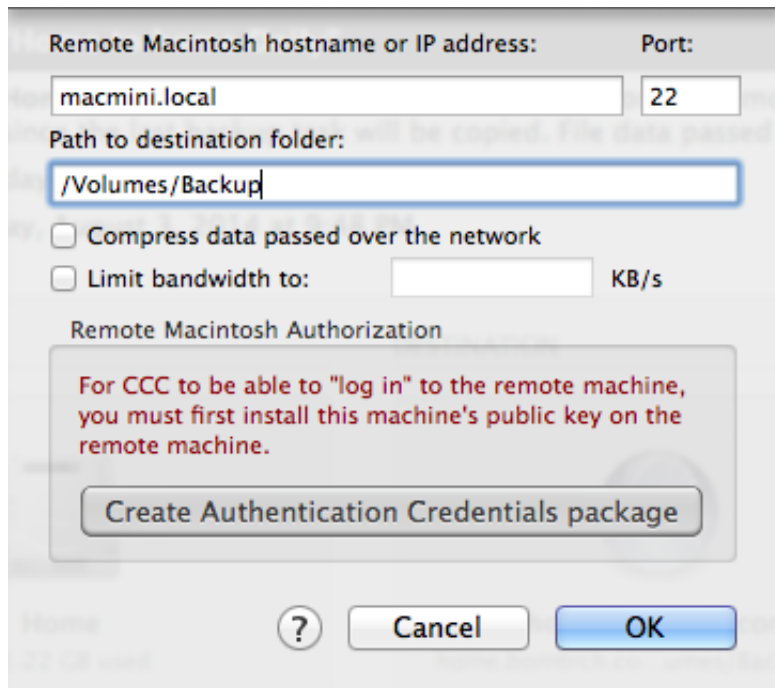 Remote Macintosh hostname or IP address: Port:
macmini.local 22
Path to destination folder:
/Volumes/Backup
Compress data passed over the network
Limit bandwidth to: KB/s
Remote Macintosh Authorization
For CCC to be able to "log in" to the remote machine,
you must first install this machine's public key on the
remote machine.
Create Authentication Credentials package
? Cancel OK
Home